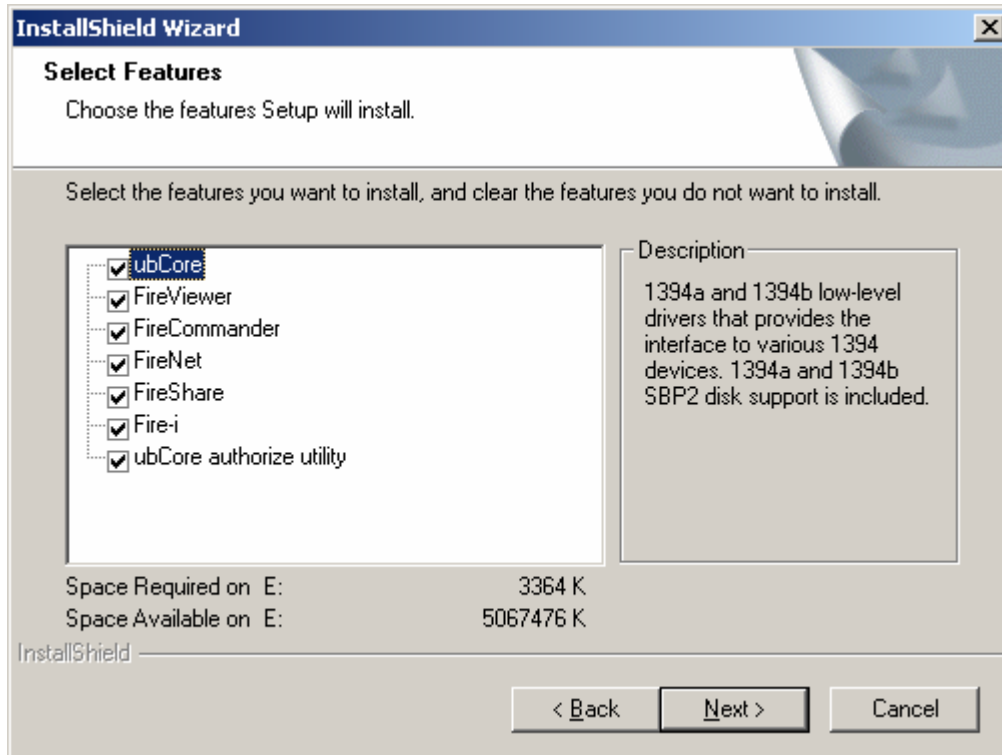 InstallShield Wizard
Select Features
Choose the features Setup will install.
Select the features you want to install, and clear the features you do not want to install.
ubCore
FireViewer
FireCommander
FireNet
FireShare
Fire-i
ubCore authorize utility
Description
1394a and 1394b low-level
drivers that provides the
interface to various 1394
devices. 1394a and 1394b
SBP2 disk support is included.
Space Required on E: 3364 K
Space Available on E: 5067476 K
InstallShield
< Back Next > Cancel